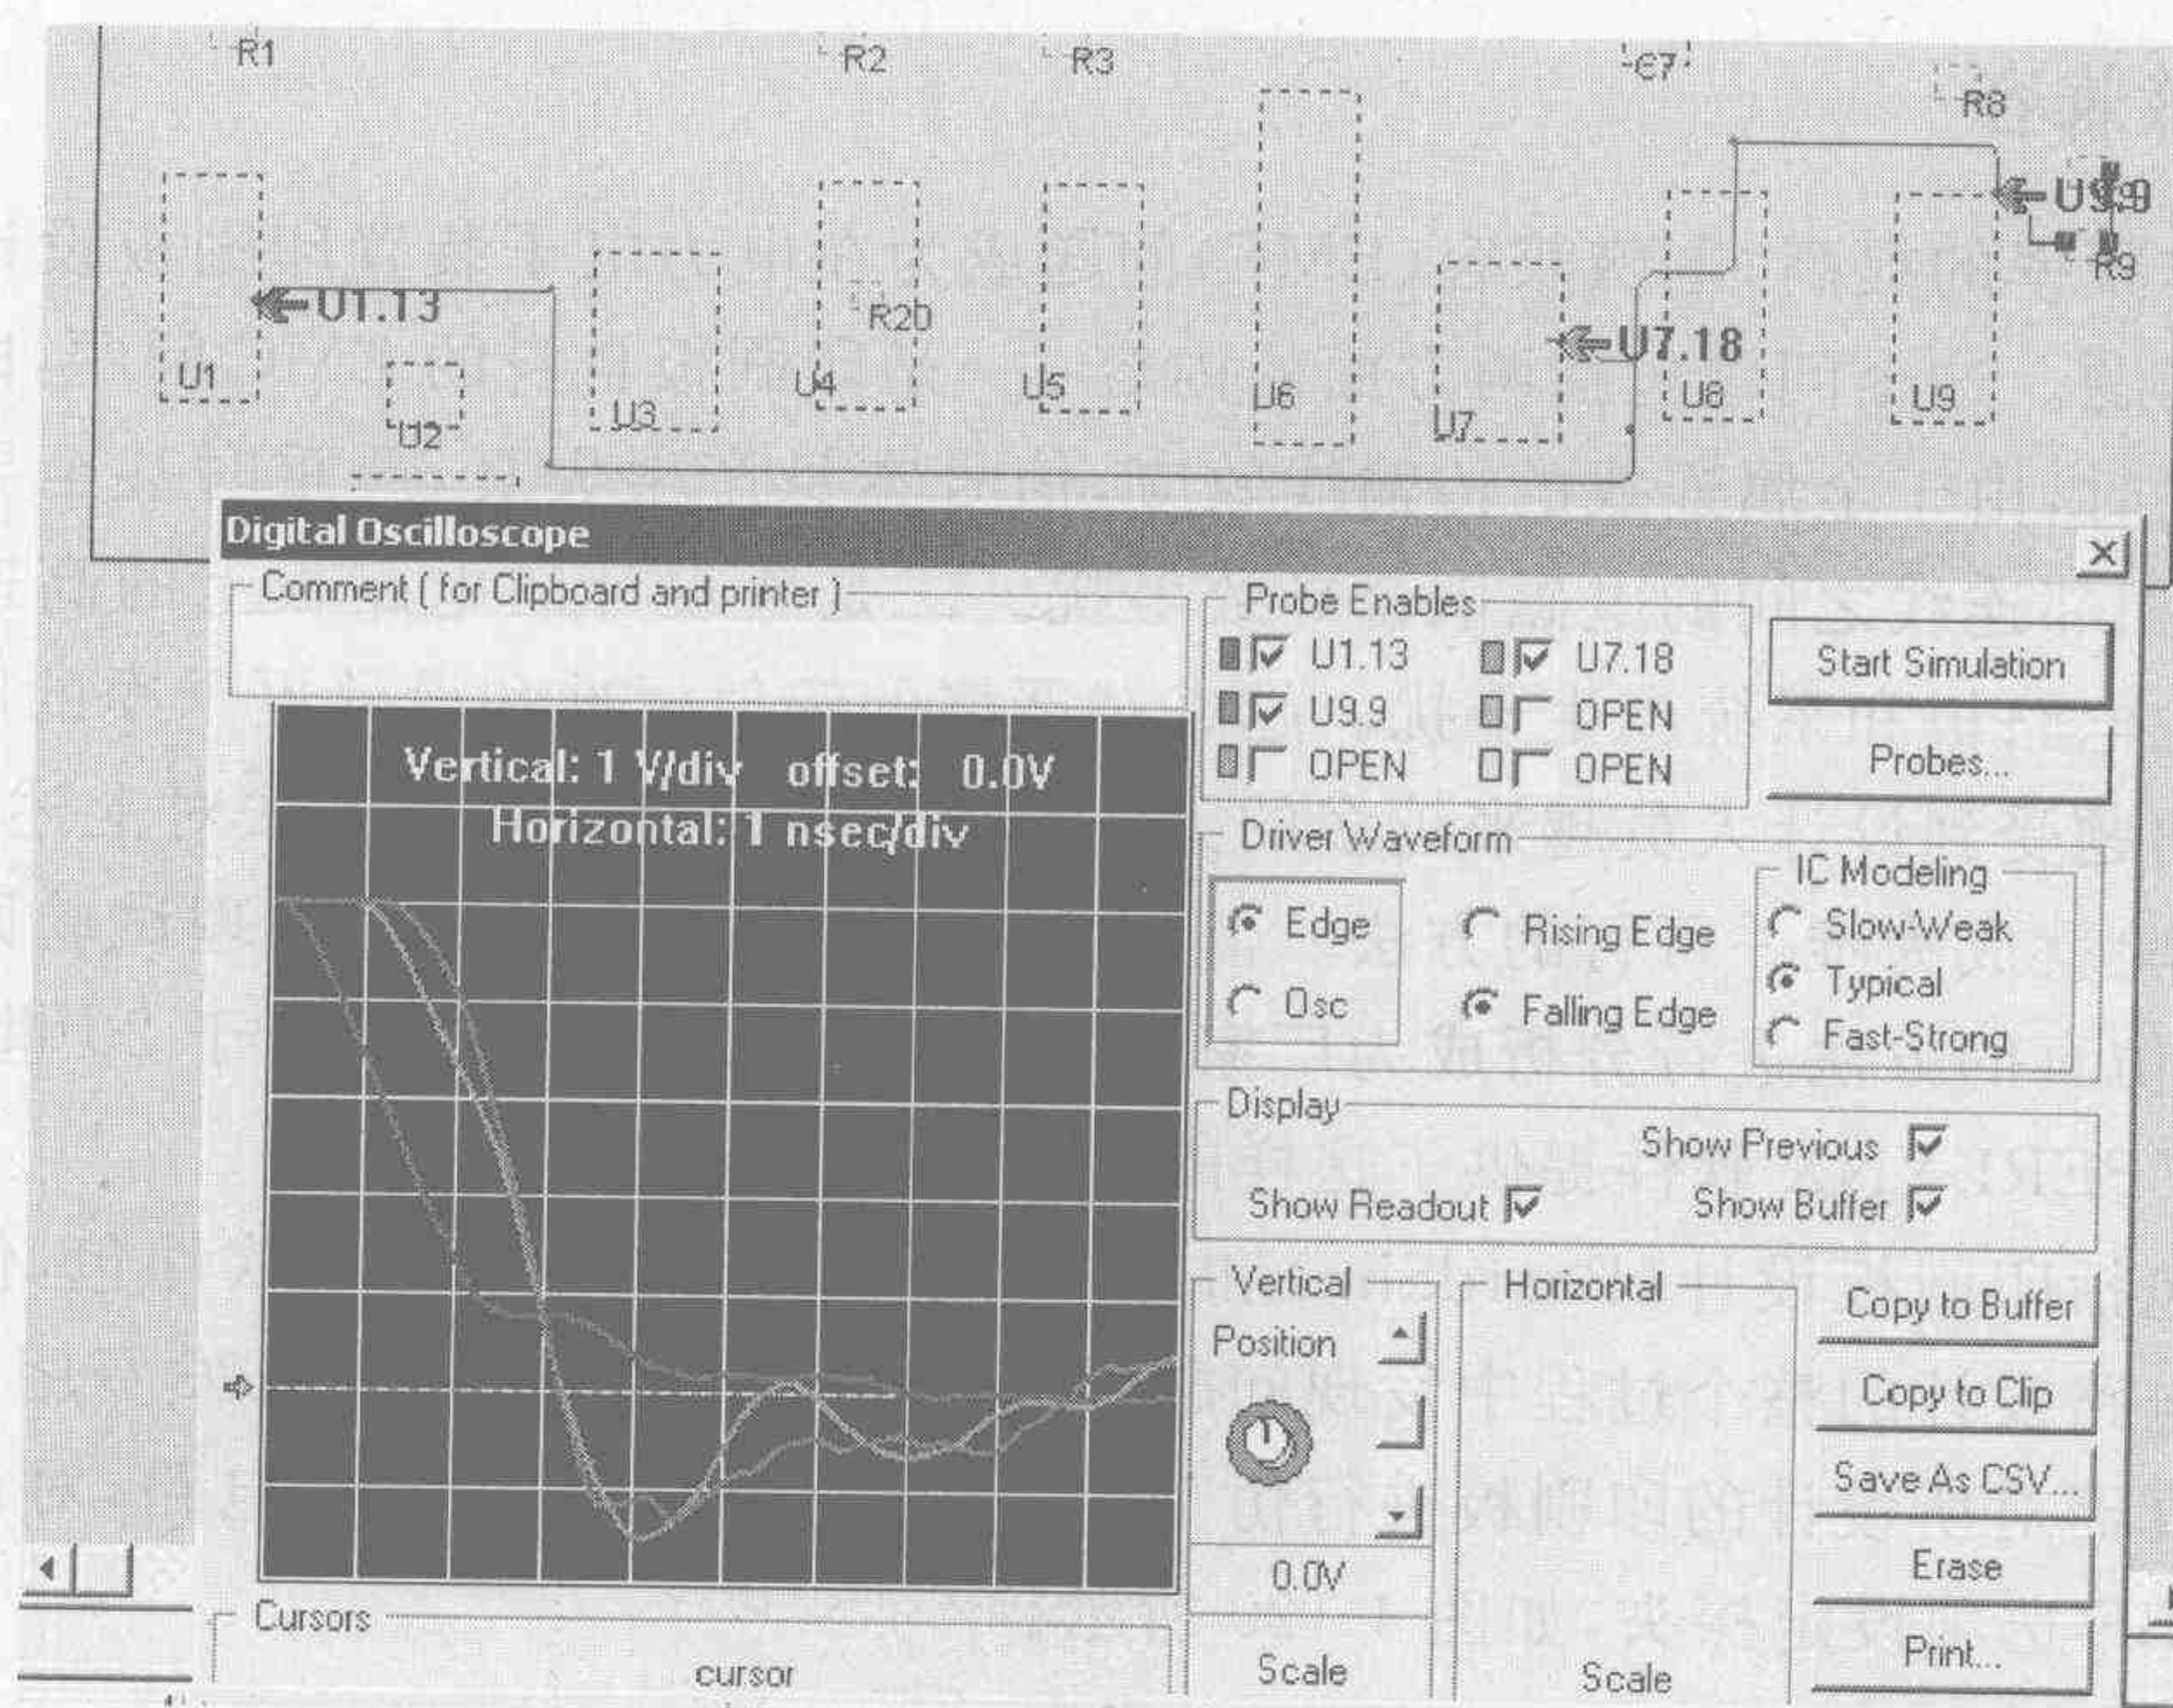 R1
R2
R3
C7
R8
U9.9
R9
U1.13
R20
U7.18
U1
U2
U3
U4
U5
U6
U7
U8
U9
Digital Oscilloscope
Comment ( for Clipboard and printer )
Vertical: 1 V/div offset: 0.0V
Horizontal: 1 nsec/div
Probe Enables
U1.13 U7.18
U9.9 OPEN
OPEN OPEN
Start Simulation
Probes...
Driver Waveform
Edge
Osc
Rising Edge
Falling Edge
IC Modeling
Slow-Weak
Typical
Fast-Strong
Display
Show Previous
Show Readout Show Buffer
Vertical
Position
0.0V
Scale
Horizontal
Scale
Copy to Buffer
Copy to Clip
Save As CSV...
Erase
Print...
Cursors
cursor